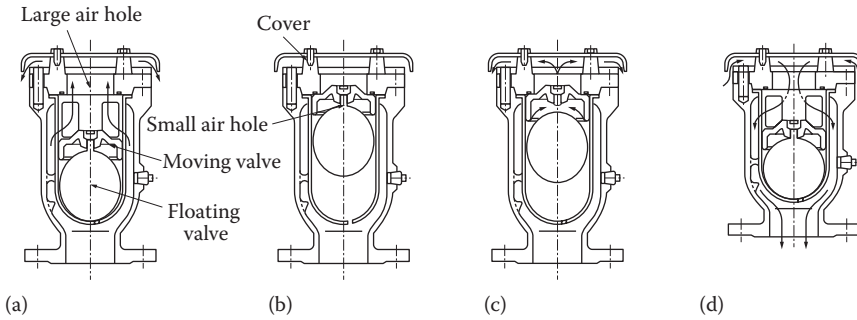 Large air hole
Cover
Small air hole
Moving valve
Floating
valve
(a)
(b)
(c)
(d)